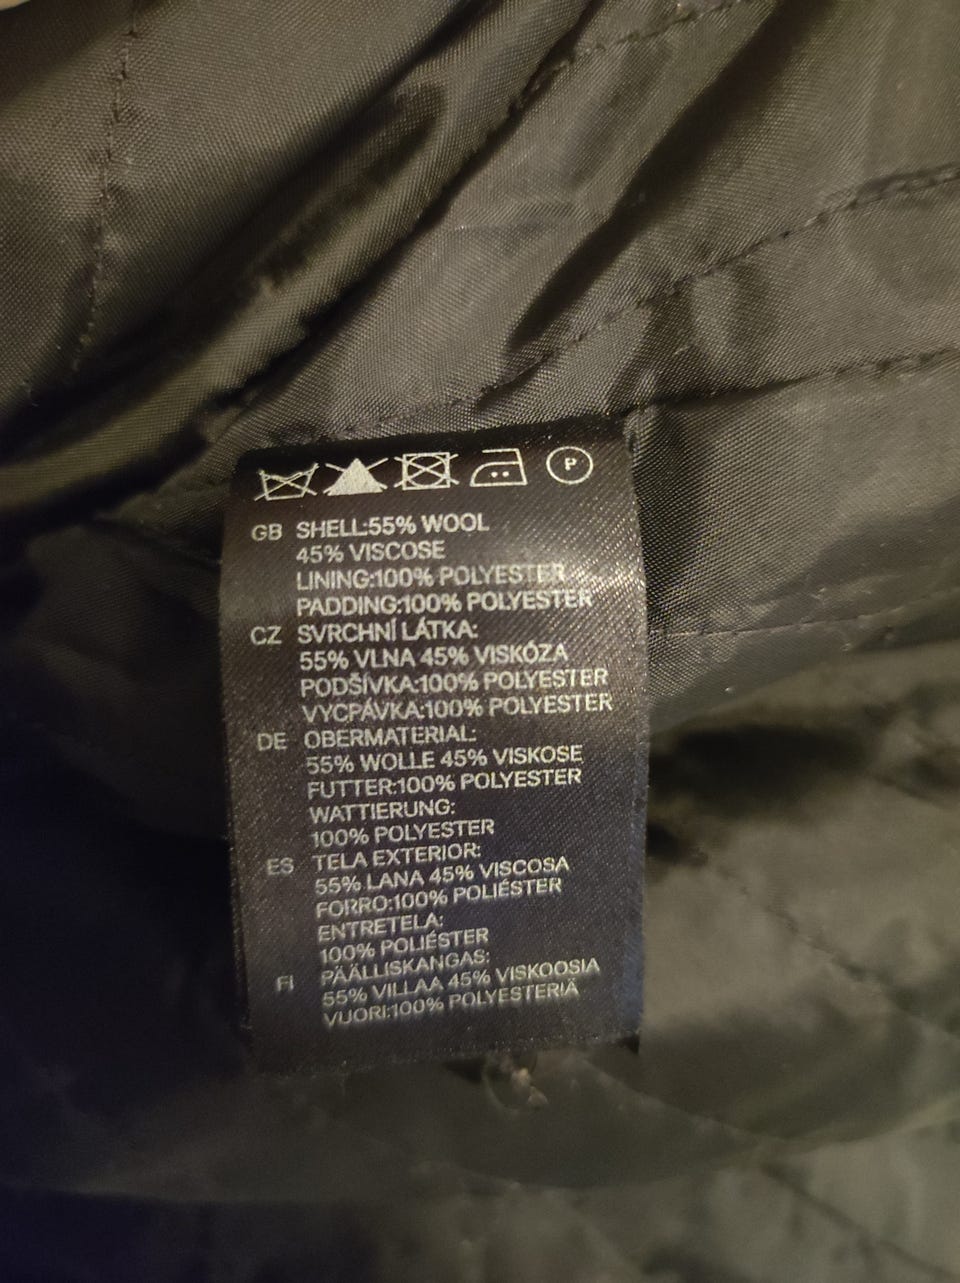 P
GB SHELL:55% WOOL
45% VISCOSE
LINING:100% POLYESTER
PADDING:100% POLYESTER
CZ SVRCHNÍ LÁTKA:
55% VLNA 45% VISKÓZA
PODŠÍVKA:100% POLYESTER
VYCPÁVKA:100% POLYESTER
DE OBERMATERIAL:
55% WOLLE 45% VISKOSE
FUTTER:100% POLYESTER
WATTIERUNG:
100% POLYESTER
ES TELA EXTERIOR:
55% LANA 45% VISCOSA
FORRO:100% POLIÉSTER
ENTRETELA:
100% POLIÉSTER
FI PÄÄLLISKANGAS:
55% VILLAA 45% VISKOOSIA
VUORI:100% POLYESTERIÄ